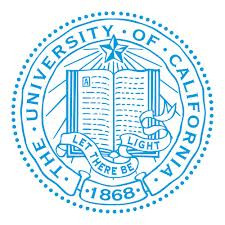 THE UNIVERSITY OF CALIFORNIA
A
LET THERE BE LIGHT
1868